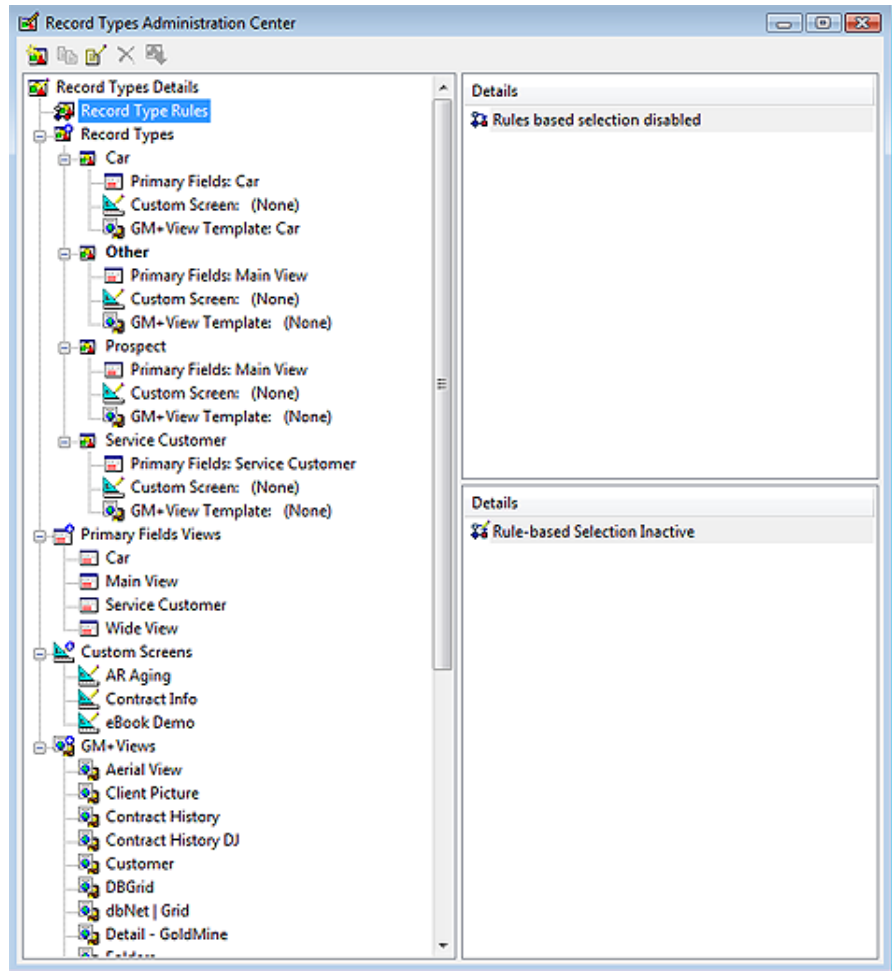 Record Types Administration Center
Record Types Details
Record Type Rules
Record Types
Car
Primary Fields: Car
Custom Screen: (None)
GM+View Template: Car
Other
Primary Fields: Main View
Custom Screen: (None)
GM+View Template: (None)
Prospect
Primary Fields: Main View
Custom Screen: (None)
GM+View Template: (None)
Service Customer
Primary Fields: Service Customer
Custom Screen: (None)
GM+View Template: (None)
Primary Fields Views
Car
Main View
Service Customer
Wide View
Custom Screens
AR Aging
Contract Info
eBook Demo
GM+Views
Aerial View
Client Picture
Contract History
Contract History DJ
Customer
DBGrid
dbNet | Grid
Detail - GoldMine
Details
Rules based selection disabled
Details
Rule-based Selection Inactive